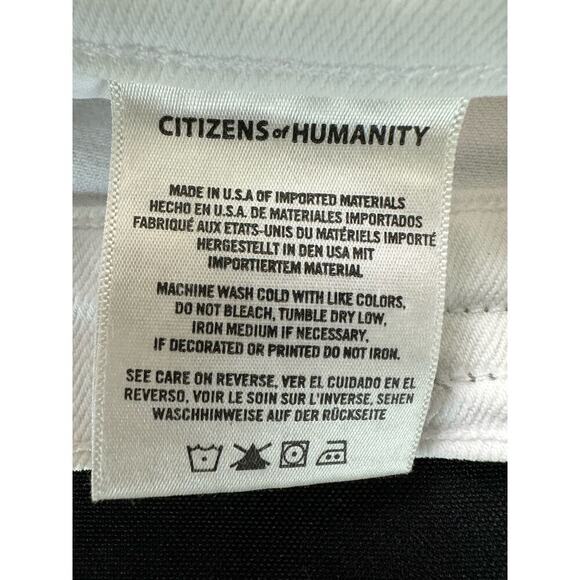 CITIZENS of HUMANITY
MADE IN U.S.A OF IMPORTED MATERIALS
HECHO EN U.S.A. DE MATERIALES IMPORTADOS
FABRIQUÉ AUX ETATS-UNIS DU MATÉRIELS IMPORTÉ
HERGESTELLT IN DEN USA MIT
IMPORTIERTEM MATERIAL
MACHINE WASH COLD WITH LIKE COLORS,
DO NOT BLEACH, TUMBLE DRY LOW,
IRON MEDIUM IF NECESSARY,
IF DECORATED OR PRINTED DO NOT IRON.
SEE CARE ON REVERSE, VER EL CUIDADO EN EL
REVERSO, VOIR LE SOIN SUR L'INVERSE, SEHEN
WASCHHINWEISE AUF DER RÜCKSEITE